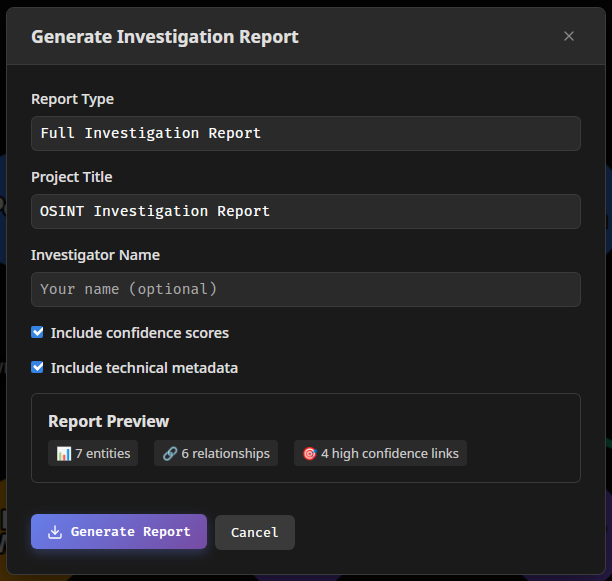 Generate Investigation Report
Report Type
Full Investigation Report
Project Title
OSINT Investigation Report
Investigator Name
Your name (optional)
Include confidence scores
Include technical metadata
Report Preview
7 entities 6 relationships 4 high confidence links
Generate Report Cancel